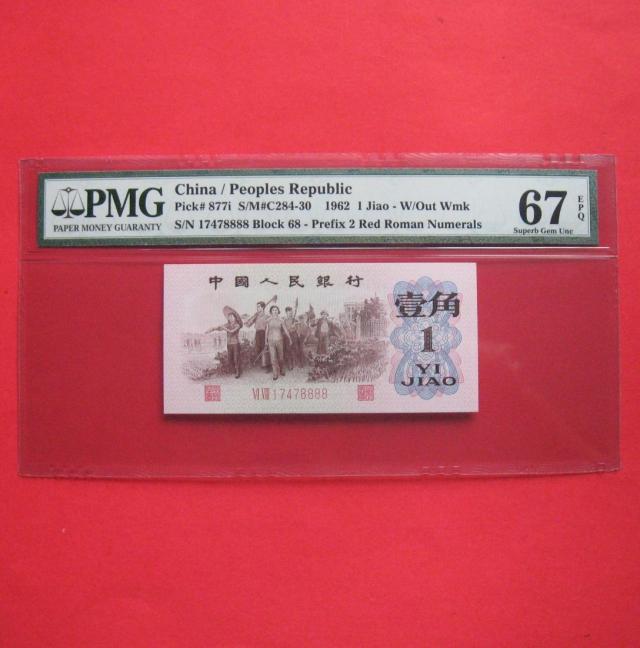 PMG
PAPER MONEY GUARANTY
China / Peoples Republic
Pick# 877i S/M#C284-30 1962 1 Jiao - W/Out Wmk
S/N 17478888 Block 68 - Prefix 2 Red Roman Numerals
67
EPQ
Superb Gem Unc
中國人民銀行
壹角
1
YI
JIAO
VI VIII 17478888